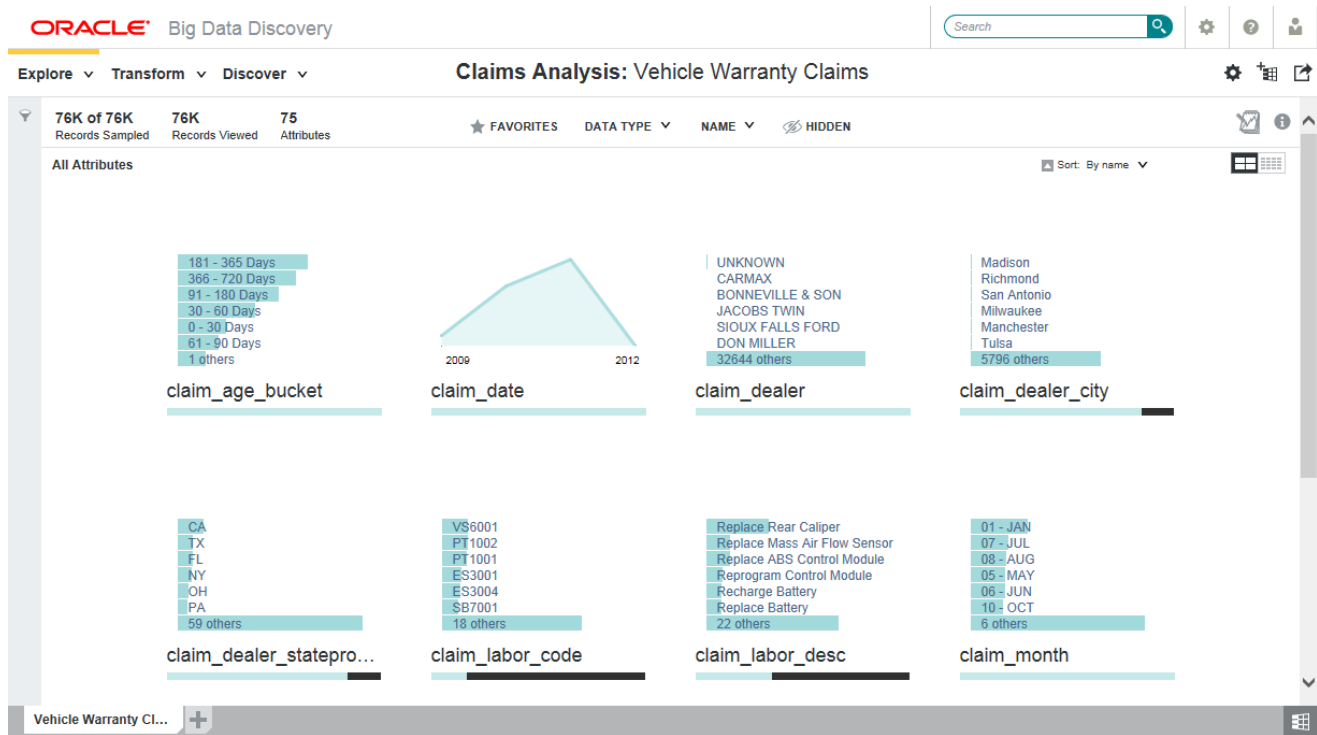 ORACLE Big Data Discovery
Search
Explore Transform Discover
Claims Analysis: Vehicle Warranty Claims
76K of 76K 76K 75
Records Sampled Records Viewed Attributes
FAVORITES DATA TYPE NAME HIDDEN
All Attributes
Sort: By name
181 - 365 Days
366 - 720 Days
91 - 180 Days
30 - 60 Days
0 - 30 Days
61 - 90 Days
1 others
claim_age_bucket
2009 2012
claim_date
UNKNOWN
CARMAX
BONNEVILLE & SON
JACOBS TWIN
SIOUX FALLS FORD
DON MILLER
32644 others
claim_dealer
Madison
Richmond
San Antonio
Milwaukee
Manchester
Tulsa
5796 others
claim_dealer_city
CA
TX
FL
NY
OH
PA
59 others
claim_dealer_statepro...
VS6001
PT1002
PT1001
ES3001
ES3004
SB7001
18 others
claim_labor_code
Replace Rear Caliper
Replace Mass Air Flow Sensor
Replace ABS Control Module
Reprogram Control Module
Recharge Battery
Replace Battery
22 others
claim_labor_desc
01 - JAN
07 - JUL
08 - AUG
05 - MAY
06 - JUN
10 - OCT
6 others
claim_month
Vehicle Warranty Cl...